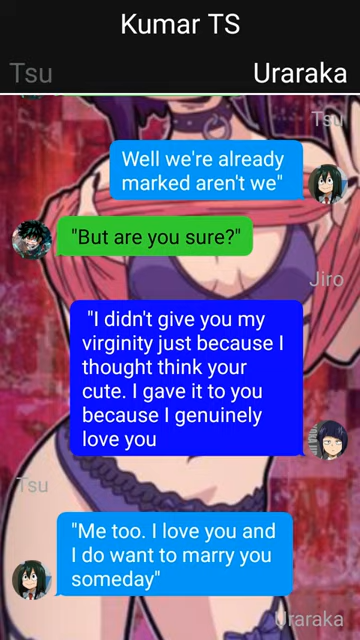 Kumar TS
Tsu Uraraka
Tsu
Well we're already
marked aren't we"
"But are you sure?"
Jiro
"I didn't give you my
virginity just because I
thought think your
cute. I gave it to you
because I genuinely
love you
Tsu
"Me too. I love you and
I do want to marry you
someday"
Uraraka